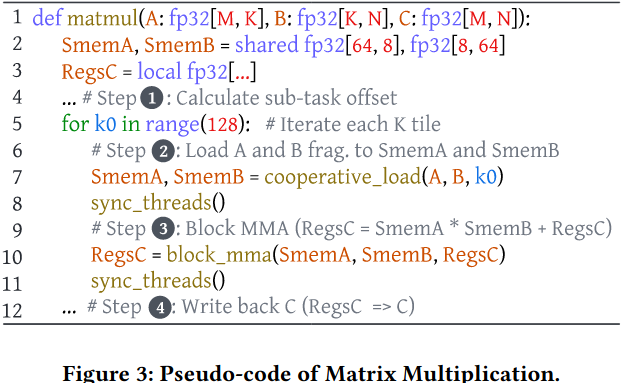 1 def matmul(A: fp32[M, K], B: fp32[K, N], C: fp32[M, N]):
2 SmemA, SmemB = shared fp32[64, 8], fp32[8, 64]
3 RegsC = local fp32[...]
4 ... # Step ❶: Calculate sub-task offset
5 for k0 in range(128): # Iterate each K tile
6 # Step ❷: Load A and B frag. to SmemA and SmemB
7 SmemA, SmemB = cooperative_load(A, B, k0)
8 sync_threads()
9 # Step ❸: Block MMA (RegsC = SmemA * SmemB + RegsC)
10 RegsC = block_mma(SmemA, SmemB, RegsC)
11 sync_threads()
12 ... # Step ❹: Write back C (RegsC => C)
Figure 3: Pseudo-code of Matrix Multiplication.